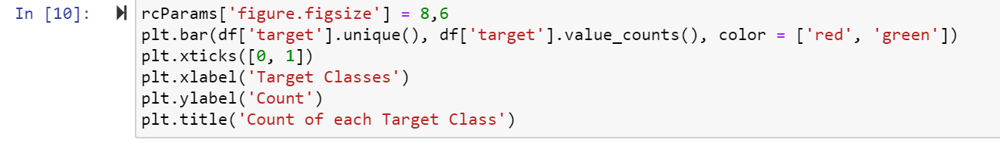 In [10]: rcParams['figure.figsize'] = 8,6
plt.bar(df['target'].unique(), df['target'].value_counts(), color = ['red', 'green'])
plt.xticks([0, 1])
plt.xlabel('Target Classes')
plt.ylabel('Count')
plt.title('Count of each Target Class')